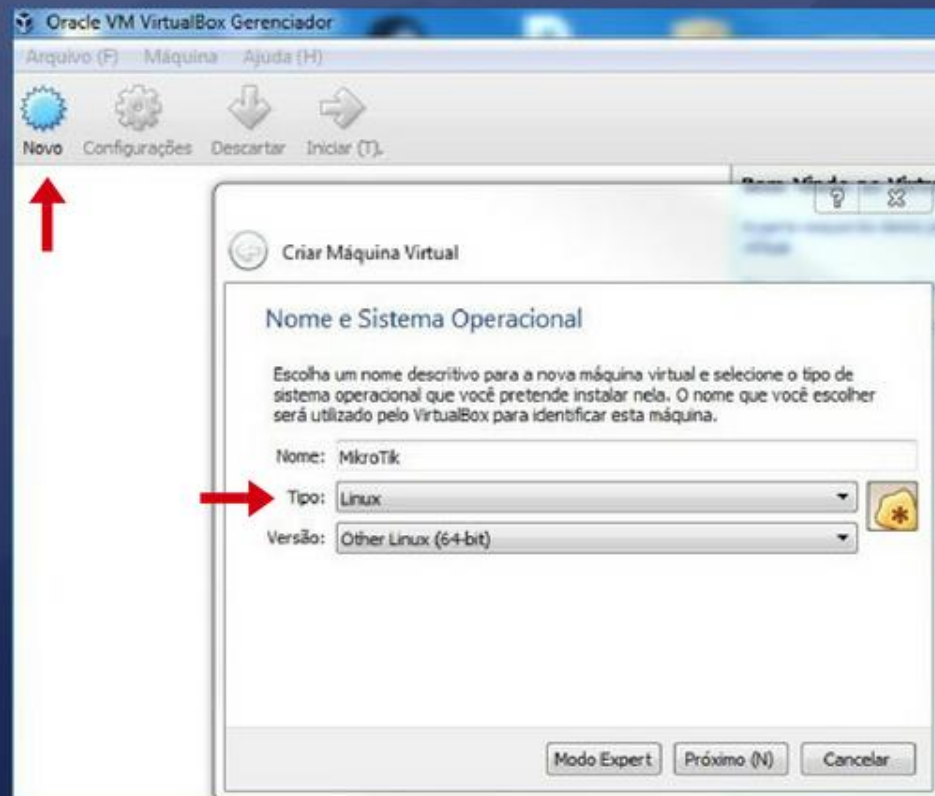 Oracle VM VirtualBox Gerenciador
Arquivo (F) Máquina Ajuda (H)
Novo Configurações Descartar Iniciar (T).
Criar Máquina Virtual
Nome e Sistema Operacional
Escolha um nome descritivo para a nova máquina virtual e selecione o tipo de
sistema operacional que você pretende instalar nela. O nome que você escolher
será utilizado pelo VirtualBox para identificar esta máquina.
Nome: MikroTik
Tipo: Linux
Versão: Other Linux (64-bit)
Modo Expert Próximo (N) Cancelar